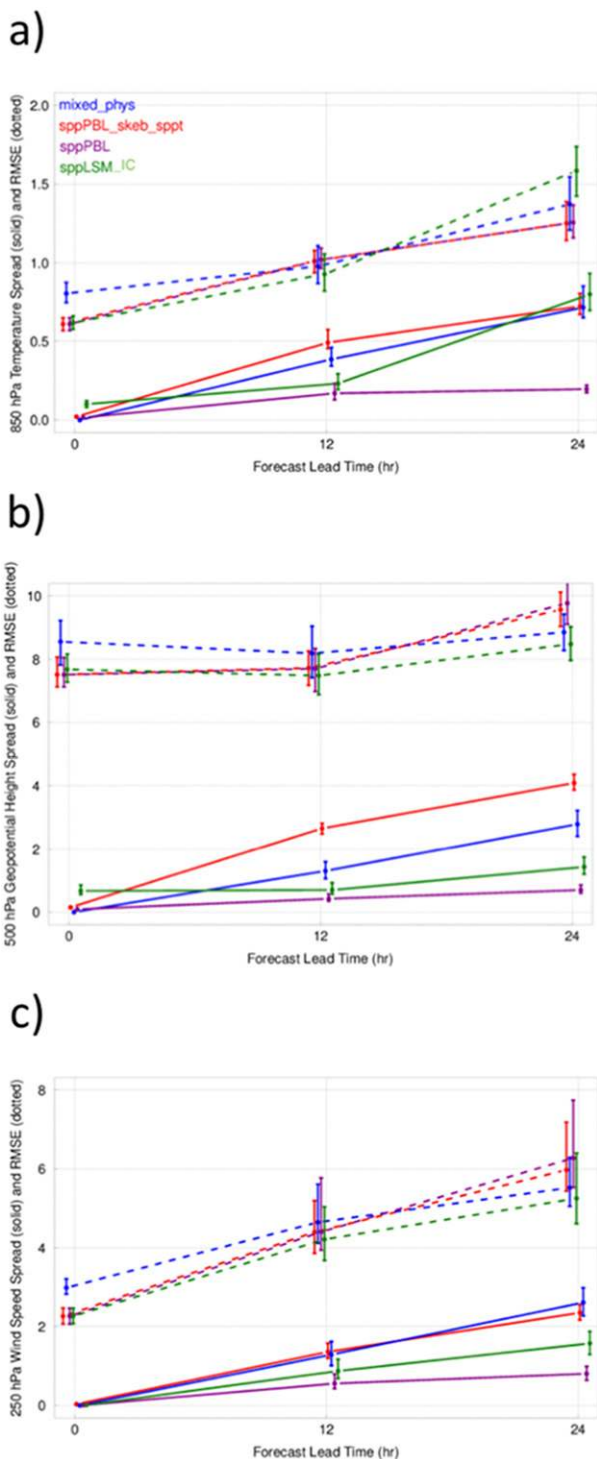 a)
850 hPa Temperature Spread (solid) and RMSE (dotted)
2.0
1.5
1.0
0.5
0.0
mixed_phys
sppPBL_skeb_sppt
sppPBL
sppLSM_IC
0 12 24
Forecast Lead Time (hr)
b)
500 hPa Geopotential Height Spread (solid) and RMSE (dotted)
10
8
6
4
2
0
0 12 24
Forecast Lead Time (hr)
c)
250 hPa Wind Speed Spread (solid) and RMSE (dotted)
8
6
4
2
0
0 12 24
Forecast Lead Time (hr)